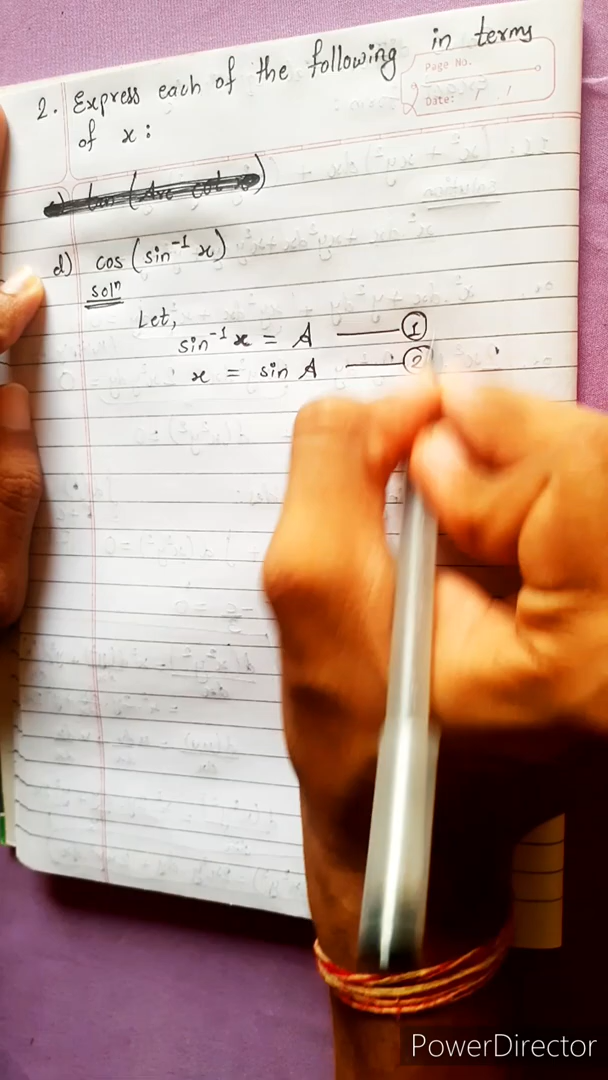 2. Express each of the following in terms
Page No.
Date: / /
of x:
d) cos (sin⁻¹ x)
solⁿ
Let,
sin⁻¹ x = A ——— ①
x = sin A ——— ②
PowerDirector